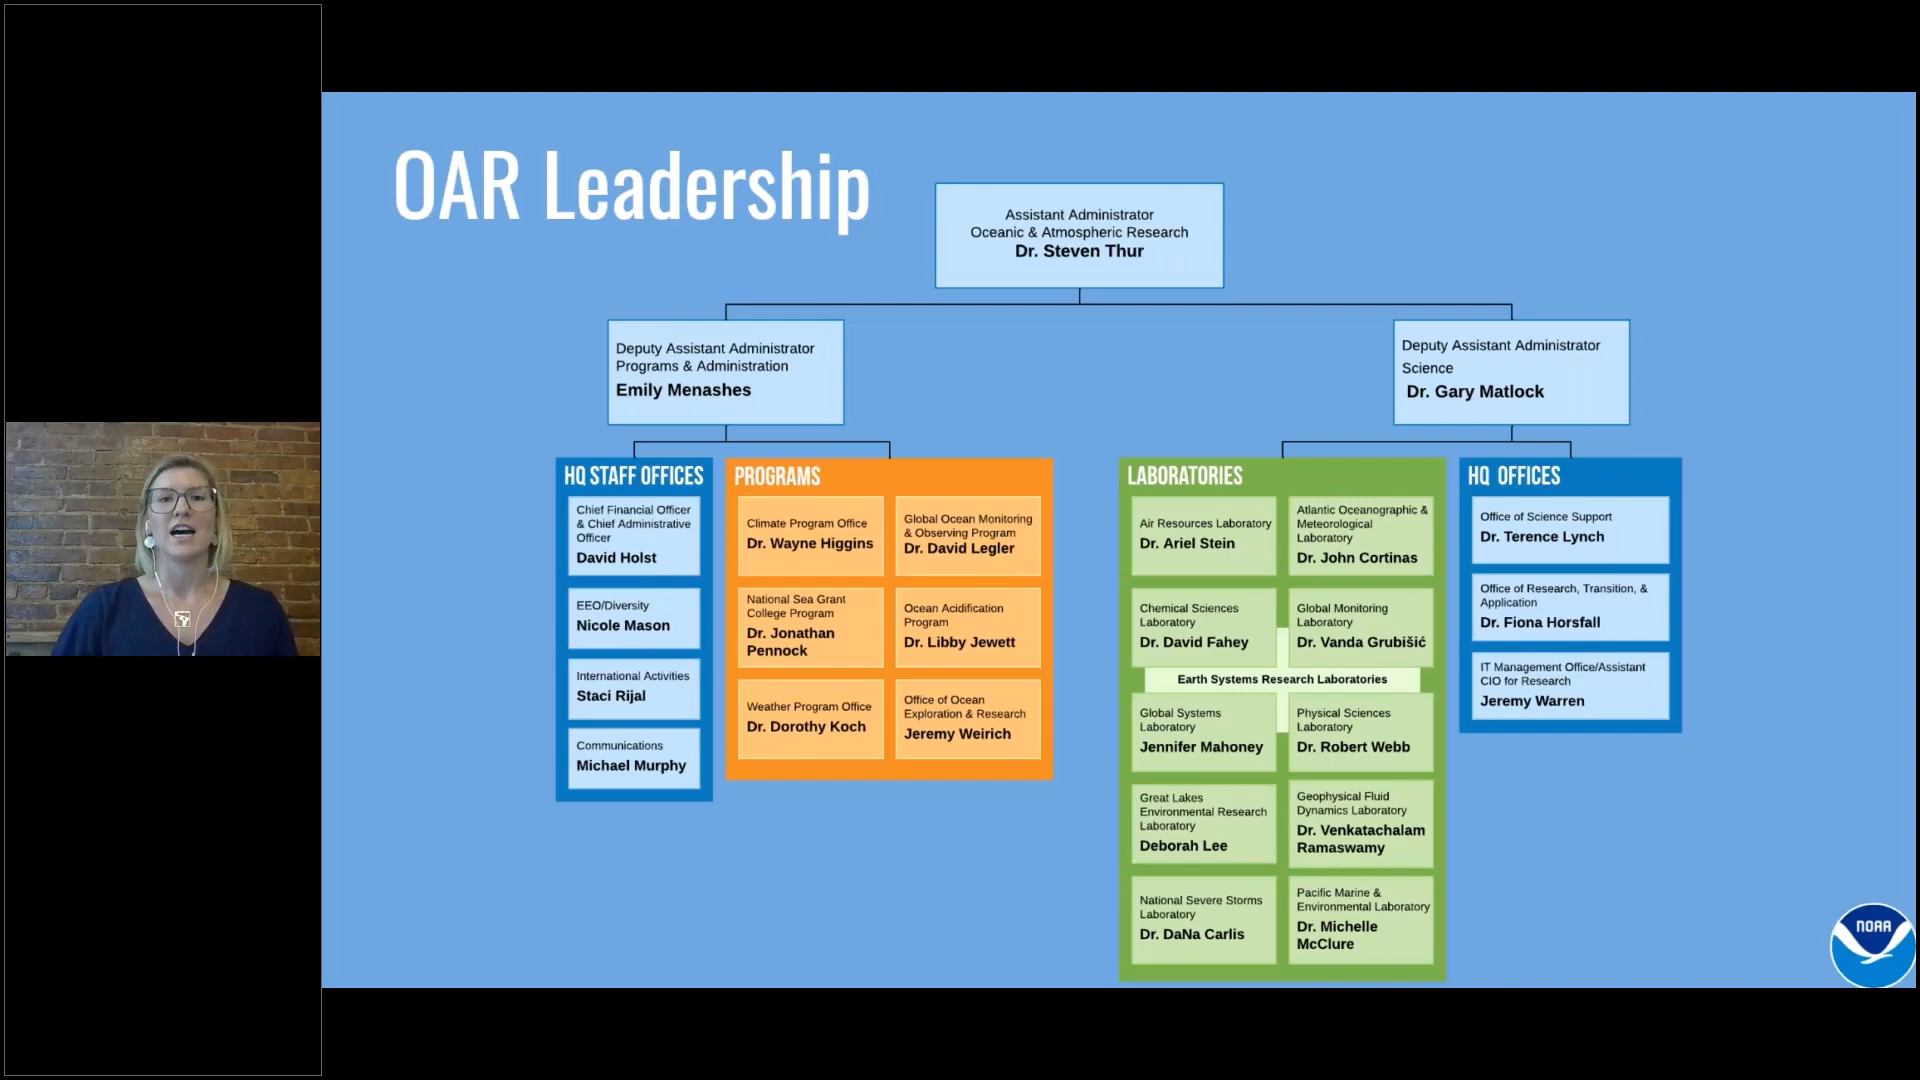 OAR Leadership
Assistant Administrator
Oceanic & Atmospheric Research
Dr. Steven Thur
Deputy Assistant Administrator
Programs & Administration
Emily Menashes
Deputy Assistant Administrator
Science
Dr. Gary Matlock
HQ STAFF OFFICES
Chief Financial Officer
& Chief Administrative
Officer
David Holst
EEO/Diversity
Nicole Mason
International Activities
Staci Rijal
Communications
Michael Murphy
PROGRAMS
Climate Program Office
Dr. Wayne Higgins
Global Ocean Monitoring
& Observing Program
Dr. David Legler
National Sea Grant
College Program
Dr. Jonathan
Pennock
Ocean Acidification
Program
Dr. Libby Jewett
Weather Program Office
Dr. Dorothy Koch
Office of Ocean
Exploration & Research
Jeremy Weirich
LABORATORIES
Air Resources Laboratory
Dr. Ariel Stein
Atlantic Oceanographic &
Meteorological
Laboratory
Dr. John Cortinas
Chemical Sciences
Laboratory
Dr. David Fahey
Global Monitoring
Laboratory
Dr. Vanda Grubišić
Earth Systems Research Laboratories
Global Systems
Laboratory
Jennifer Mahoney
Physical Sciences
Laboratory
Dr. Robert Webb
Great Lakes
Environmental Research
Laboratory
Deborah Lee
Geophysical Fluid
Dynamics Laboratory
Dr. Venkatachalam
Ramaswamy
National Severe Storms
Laboratory
Dr. DaNa Carlis
Pacific Marine &
Environmental Laboratory
Dr. Michelle
McClure
HQ OFFICES
Office of Science Support
Dr. Terence Lynch
Office of Research, Transition, &
Application
Dr. Fiona Horsfall
IT Management Office/Assistant
CIO for Research
Jeremy Warren
NOAA